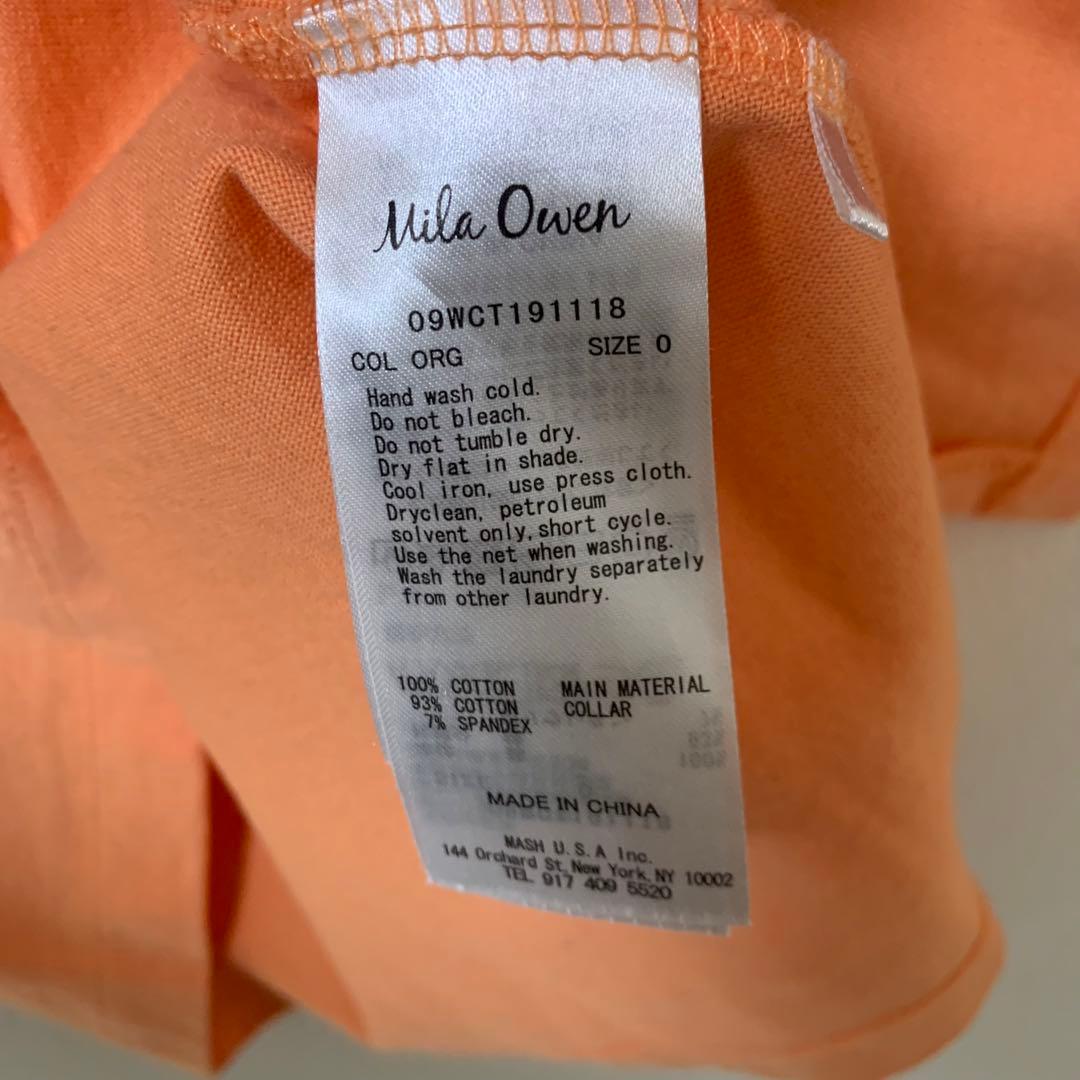 Mila Owen
09WCT191118
COL ORG SIZE 0
Hand wash cold.
Do not bleach.
Do not tumble dry.
Dry flat in shade.
Cool iron, use press cloth.
Dryclean, petroleum
solvent only, short cycle.
Use the net when washing.
Wash the laundry separately
from other laundry.
100% COTTON MAIN MATERIAL
93% COTTON COLLAR
7% SPANDEX
MADE IN CHINA
MASH U.S.A Inc.
144 Orchard St, New York, NY 10002
TEL 917 409 5520